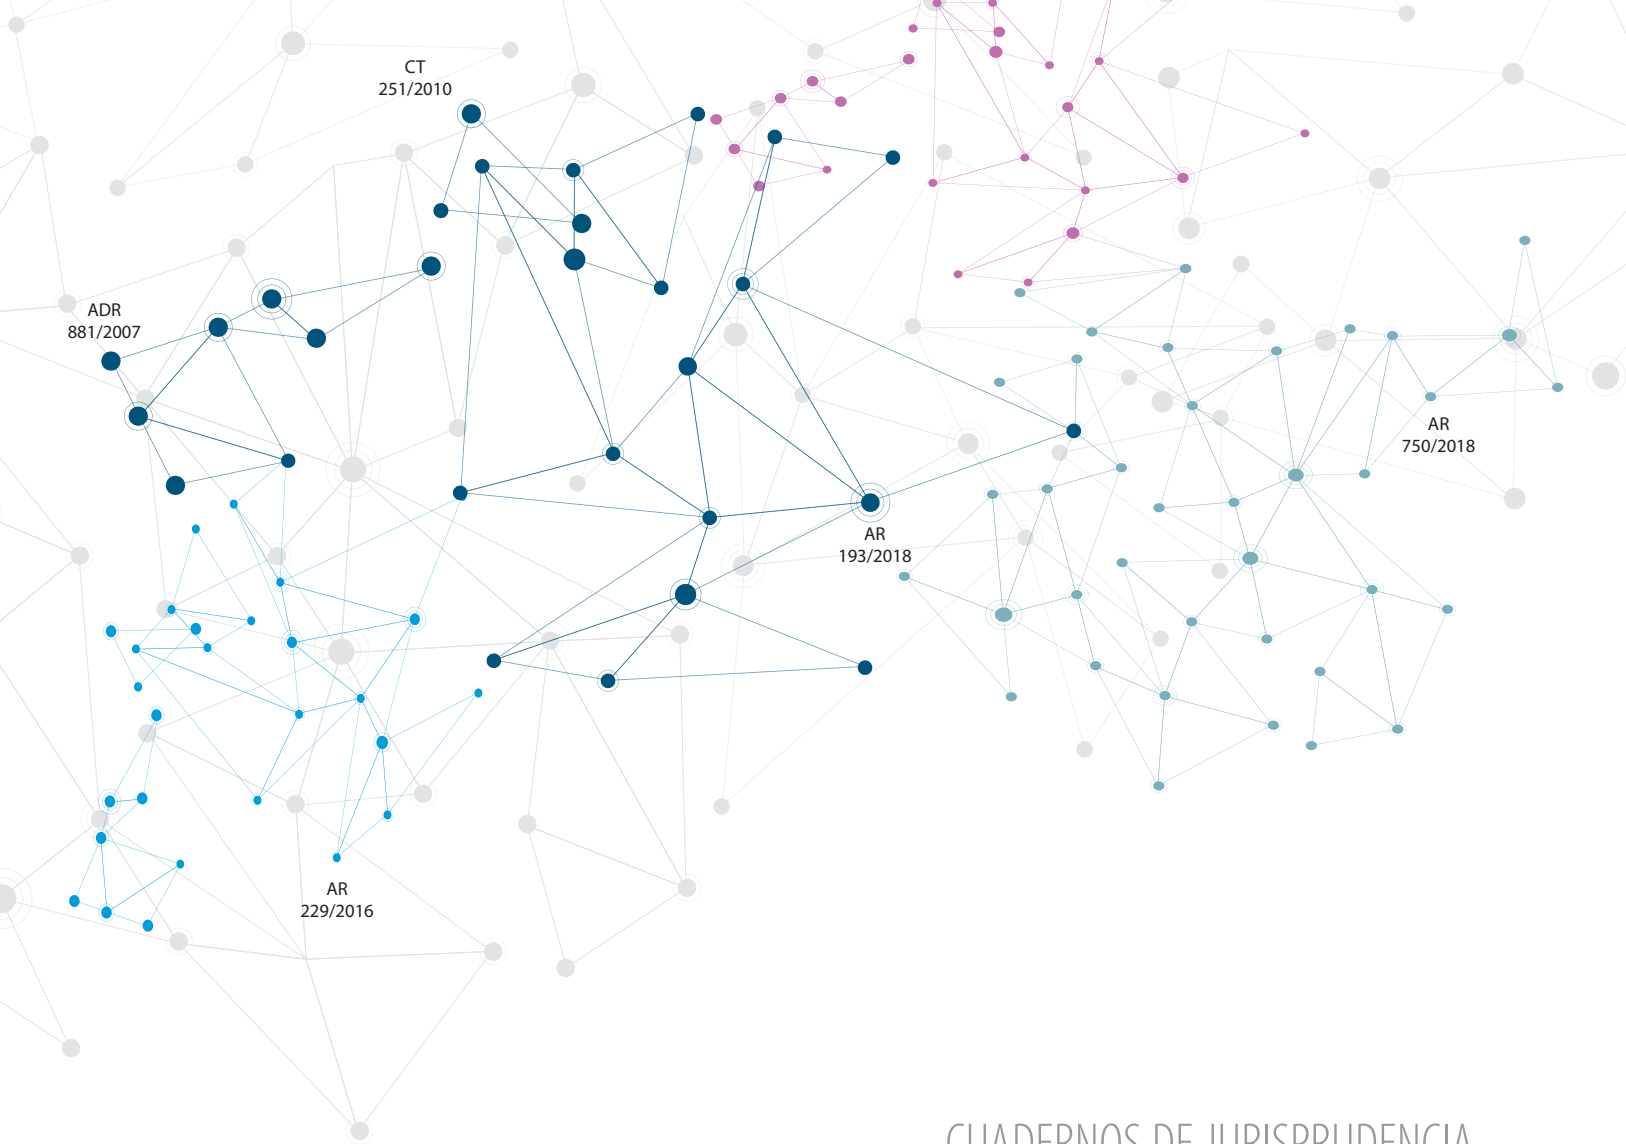 CT
251/2010
ADR
881/2007
AR
750/2018
AR
193/2018
AR
229/2016
CUADERNOS DE JURISPRUDENCIA